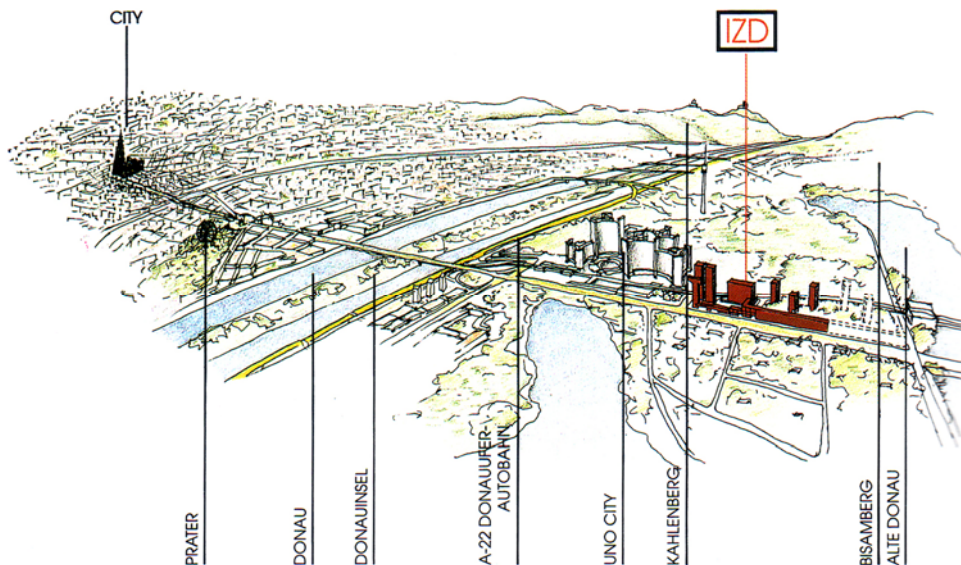 CITY
IZD
PRATER
DONAU
DONAUINSEL
A-22 DONAUUFER-
AUTOBAHN
UNO CITY
KAHLENBERG
BISAMBERG
ALTE DONAU